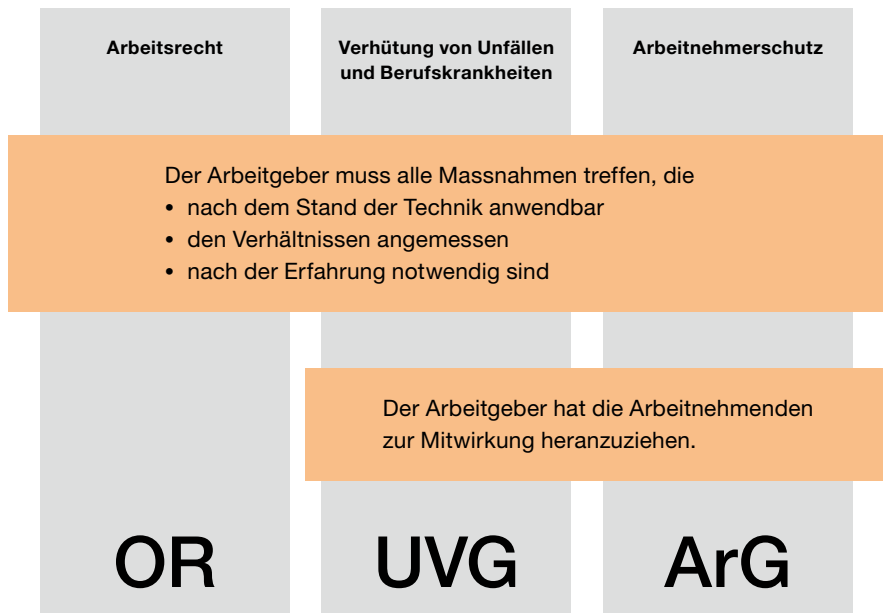 Arbeitsrecht
Verhütung von Unfällen
und Berufskrankheiten
Arbeitnehmerschutz
Der Arbeitgeber muss alle Massnahmen treffen, die
• nach dem Stand der Technik anwendbar
• den Verhältnissen angemessen
• nach der Erfahrung notwendig sind
Der Arbeitgeber hat die Arbeitnehmenden
zur Mitwirkung heranzuziehen.
OR
UVG
ArG